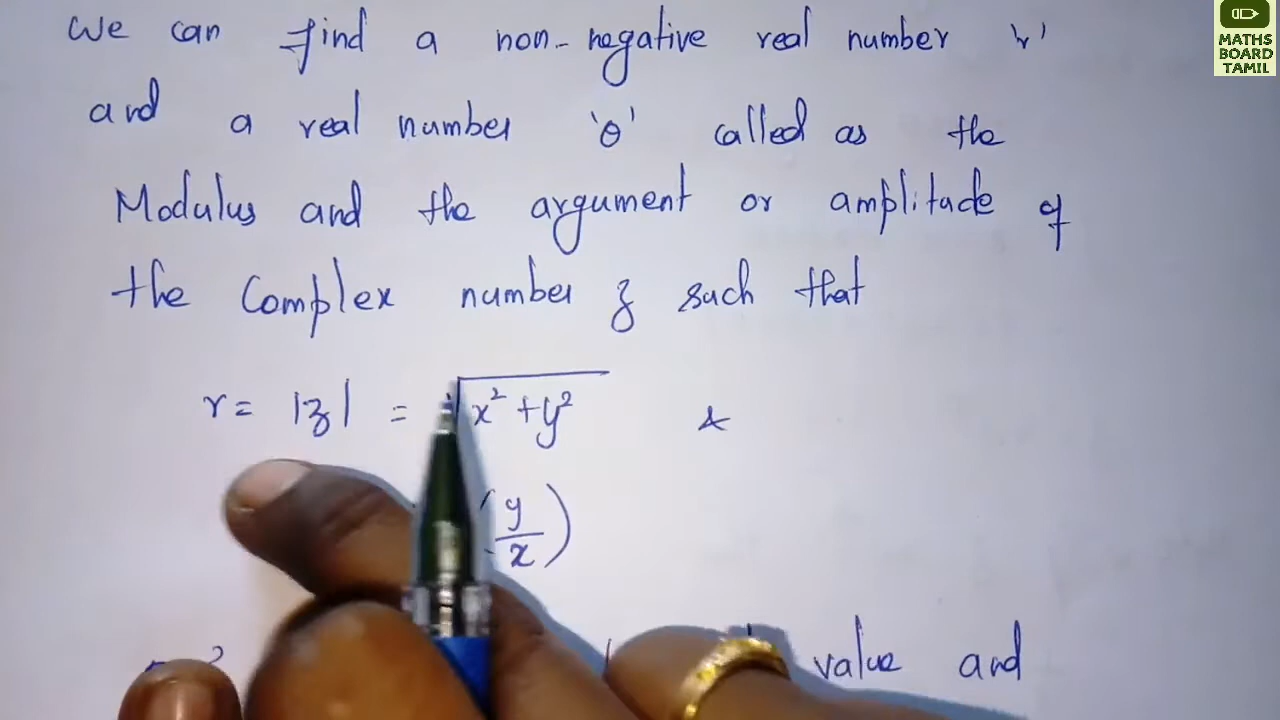 We can find a non-negative real number 'r'
and a real number 'θ' called as the
Modulus and the argument or amplitude of
the Complex number z such that
r = |z| = √x² + y² &
(y/x)
value and
MATHS
BOARD
TAMIL